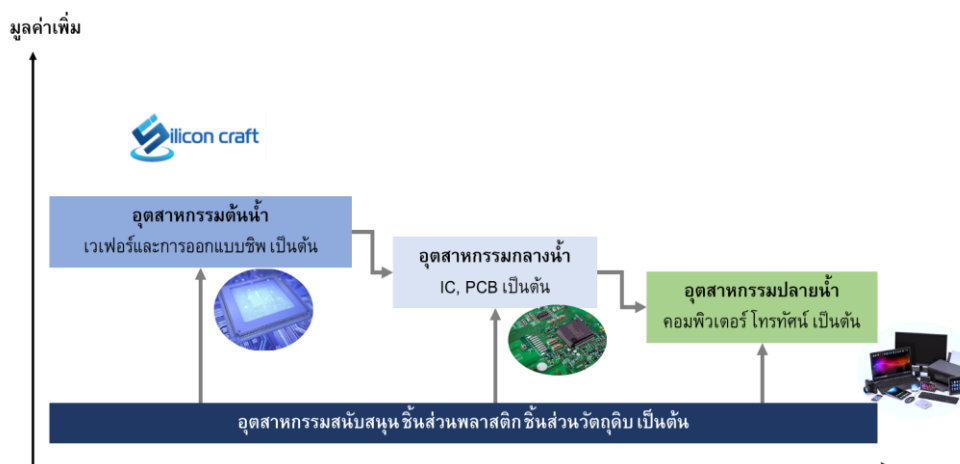 มูลค่าเพิ่ม
Silicon craft
อุตสาหกรรมต้นน้ำ
เวเฟอร์และการออกแบบชิพ เป็นต้น
อุตสาหกรรมกลางน้ำ
IC, PCB เป็นต้น
อุตสาหกรรมปลายน้ำ
คอมพิวเตอร์ โทรทัศน์ เป็นต้น
อุตสาหกรรมสนับสนุน ชิ้นส่วนพลาสติก ชิ้นส่วนวัตถุดิบ เป็นต้น